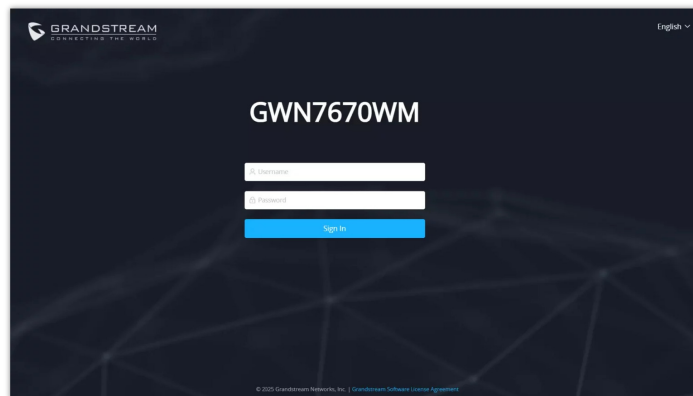 GRANDSTREAM
CONNECTING THE WORLD
English
GWN7670WM
Username
Password
Sign In
© 2025 Grandstream Networks, Inc. | Grandstream Software License Agreement